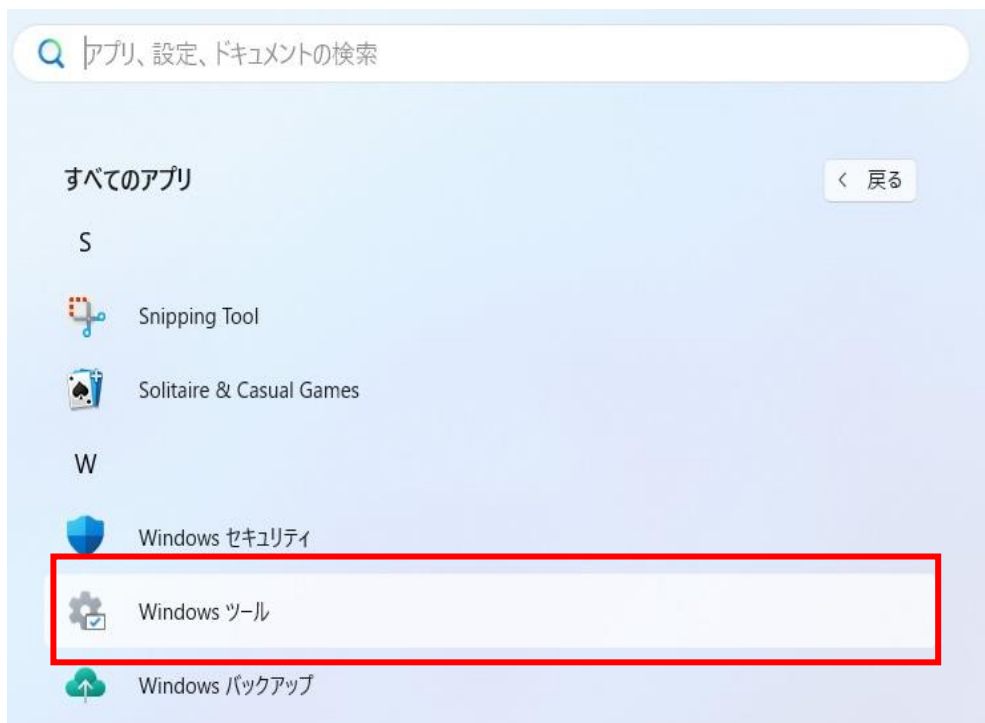 アプリ、設定、ドキュメントの検索
すべてのアプリ
戻る
S
Snipping Tool
Solitaire & Casual Games
W
Windows セキュリティ
Windows ツール
Windows バックアップ